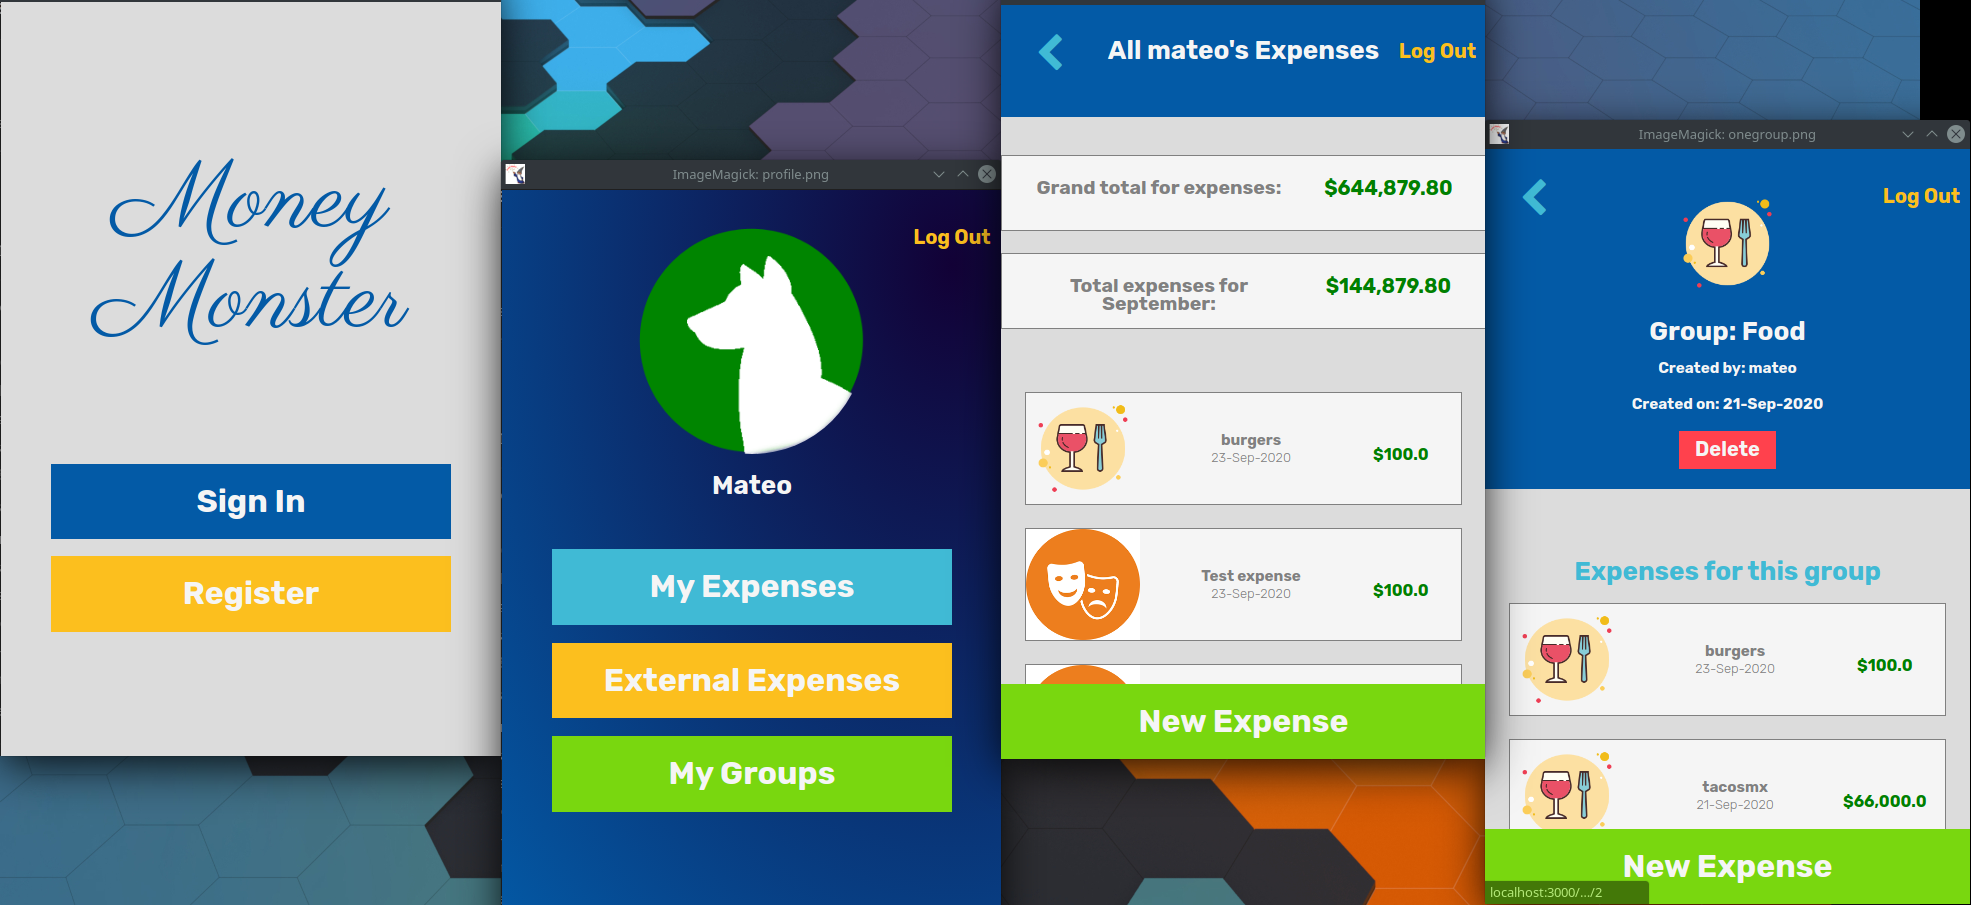 Money
Monster
Sign In
Register
ImageMagick: profile.png
Log Out
Mateo
My Expenses
External Expenses
My Groups
All mateo's Expenses
Log Out
Grand total for expenses:
$644,879.80
Total expenses for
September:
$144,879.80
burgers
23-Sep-2020
$100.0
Test expense
23-Sep-2020
$100.0
New Expense
ImageMagick: onegroup.png
Log Out
Group: Food
Created by: mateo
Created on: 21-Sep-2020
Delete
Expenses for this group
burgers
23-Sep-2020
$100.0
tacosmx
21-Sep-2020
$66,000.0
New Expense
localhost:3000/.../2